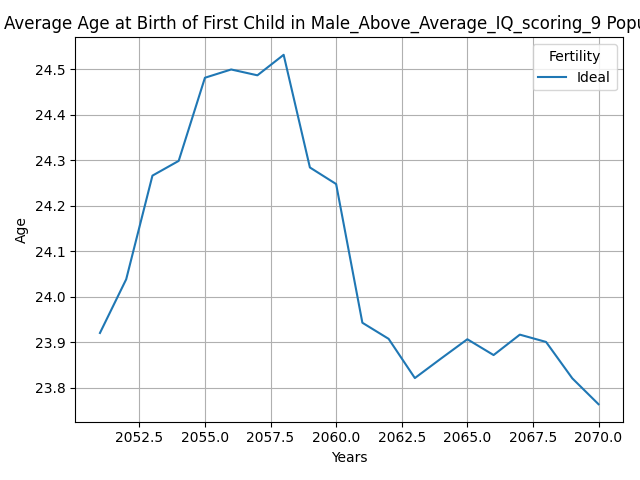 Average Age at Birth of First Child in Male_Above_Average_IQ_scoring_9 Popu
Fertility
Ideal
24.5
24.4
24.3
24.2
24.1
24.0
23.9
23.8
Age
2052.5 2055.0 2057.5 2060.0 2062.5 2065.0 2067.5 2070.0
Years